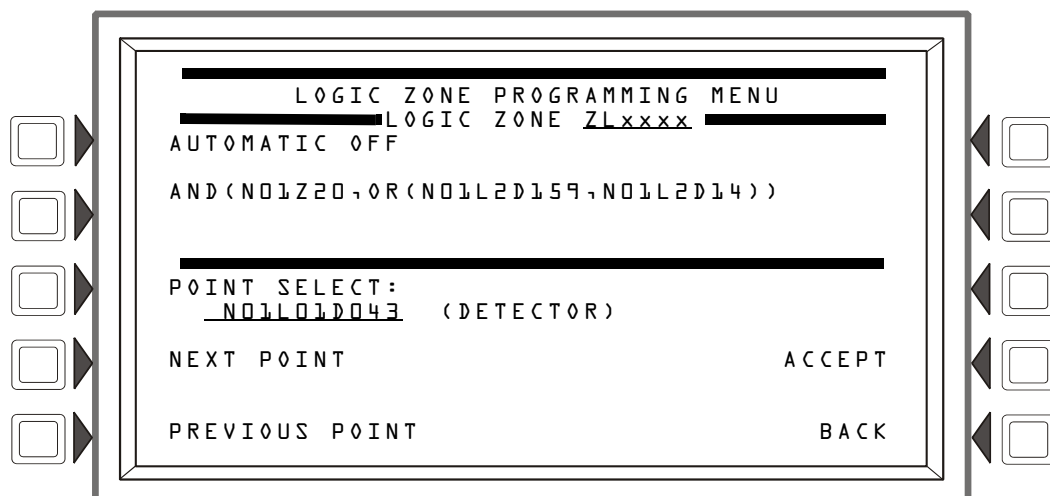 LOGIC ZONE PROGRAMMING MENU
LOGIC ZONE ZLxxxx
AUTOMATIC OFF
AND(N01Z20,OR(N01L2D159,N01L2D14))
POINT SELECT:
N01L01D043 (DETECTOR)
NEXT POINT ACCEPT
PREVIOUS POINT BACK